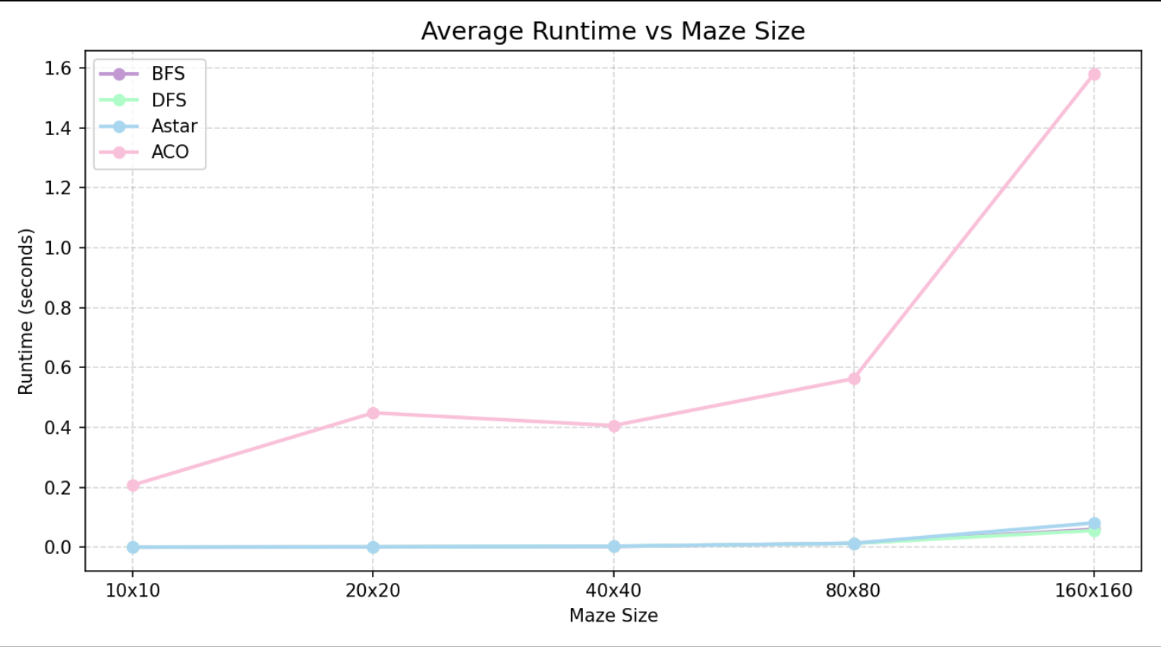 Average Runtime vs Maze Size
1.6
1.4
1.2
1.0
0.8
0.6
0.4
0.2
0.0
Runtime (seconds)
BFS
DFS
Astar
ACO
10x10 20x20 40x40 80x80 160x160
Maze Size